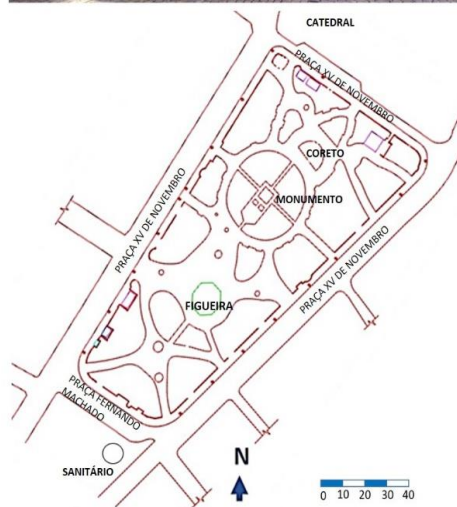 CATEDRAL
PRAÇA XV DE NOVEMBRO
CORETO
MONUMENTO
PRAÇA XV DE NOVEMBRO
PRAÇA XV DE NOVEMBRO
FIGUEIRA
PRAÇA FERNANDO
MACHADO
SANITÁRIO
N
0 10 20 30 40